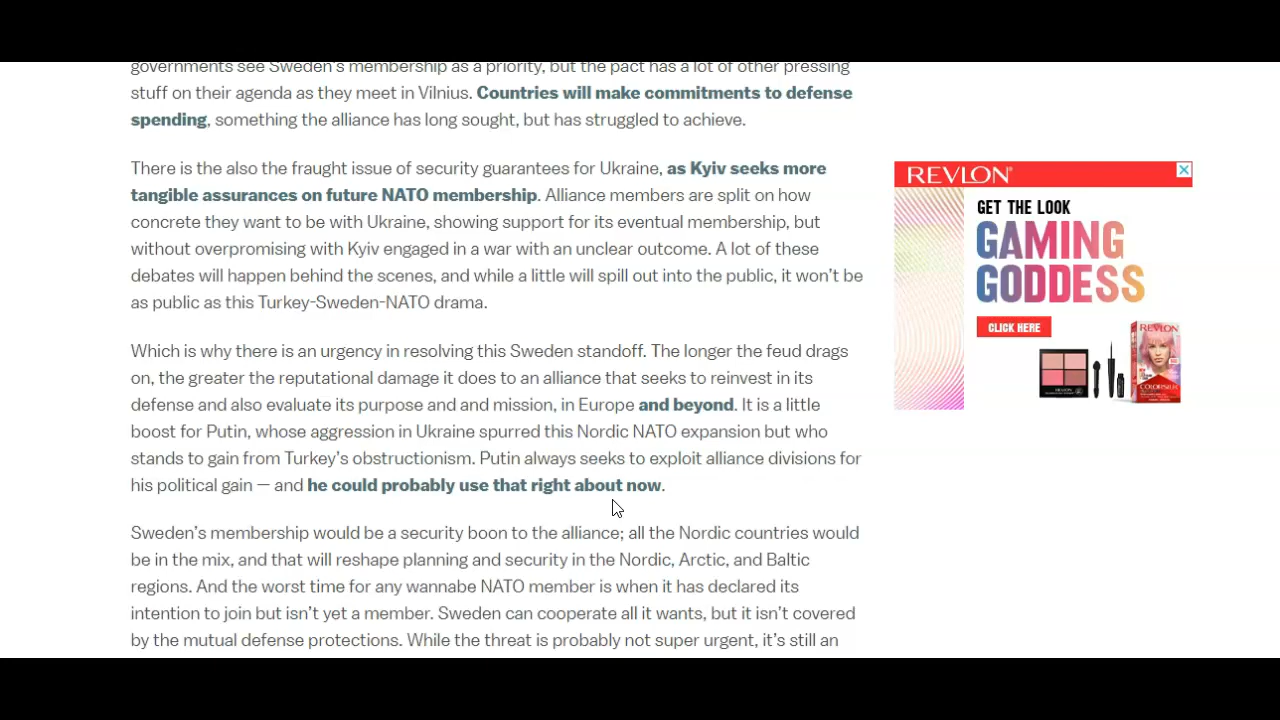 governments see Sweden's membership as a priority, but the pact has a lot of other pressing
stuff on their agenda as they meet in Vilnius. Countries will make commitments to defense
spending, something the alliance has long sought, but has struggled to achieve.
There is the also the fraught issue of security guarantees for Ukraine, as Kyiv seeks more
tangible assurances on future NATO membership. Alliance members are split on how
concrete they want to be with Ukraine, showing support for its eventual membership, but
without overpromising with Kyiv engaged in a war with an unclear outcome. A lot of these
debates will happen behind the scenes, and while a little will spill out into the public, it won't be
as public as this Turkey-Sweden-NATO drama.
Which is why there is an urgency in resolving this Sweden standoff. The longer the feud drags
on, the greater the reputational damage it does to an alliance that seeks to reinvest in its
defense and also evaluate its purpose and and mission, in Europe and beyond. It is a little
boost for Putin, whose aggression in Ukraine spurred this Nordic NATO expansion but who
stands to gain from Turkey's obstructionism. Putin always seeks to exploit alliance divisions for
his political gain — and he could probably use that right about now.
Sweden's membership would be a security boon to the alliance; all the Nordic countries would
be in the mix, and that will reshape planning and security in the Nordic, Arctic, and Baltic
regions. And the worst time for any wannabe NATO member is when it has declared its
intention to join but isn't yet a member. Sweden can cooperate all it wants, but it isn't covered
by the mutual defense protections. While the threat is probably not super urgent, it's still an
REVLON
GET THE LOOK
GAMING
GODDESS
CLICK HERE
REVLON
REVLON
COLORSILK